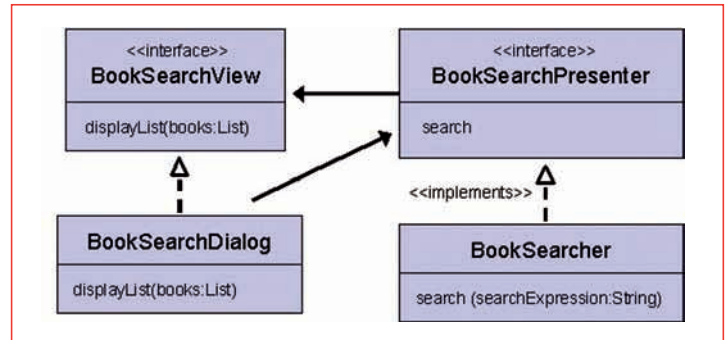 <<interface>>
BookSearchView
displayList(books:List)
<<interface>>
BookSearchPresenter
search
<<implements>>
BookSearchDialog
displayList(books:List)
BookSearcher
search (searchExpression:String)